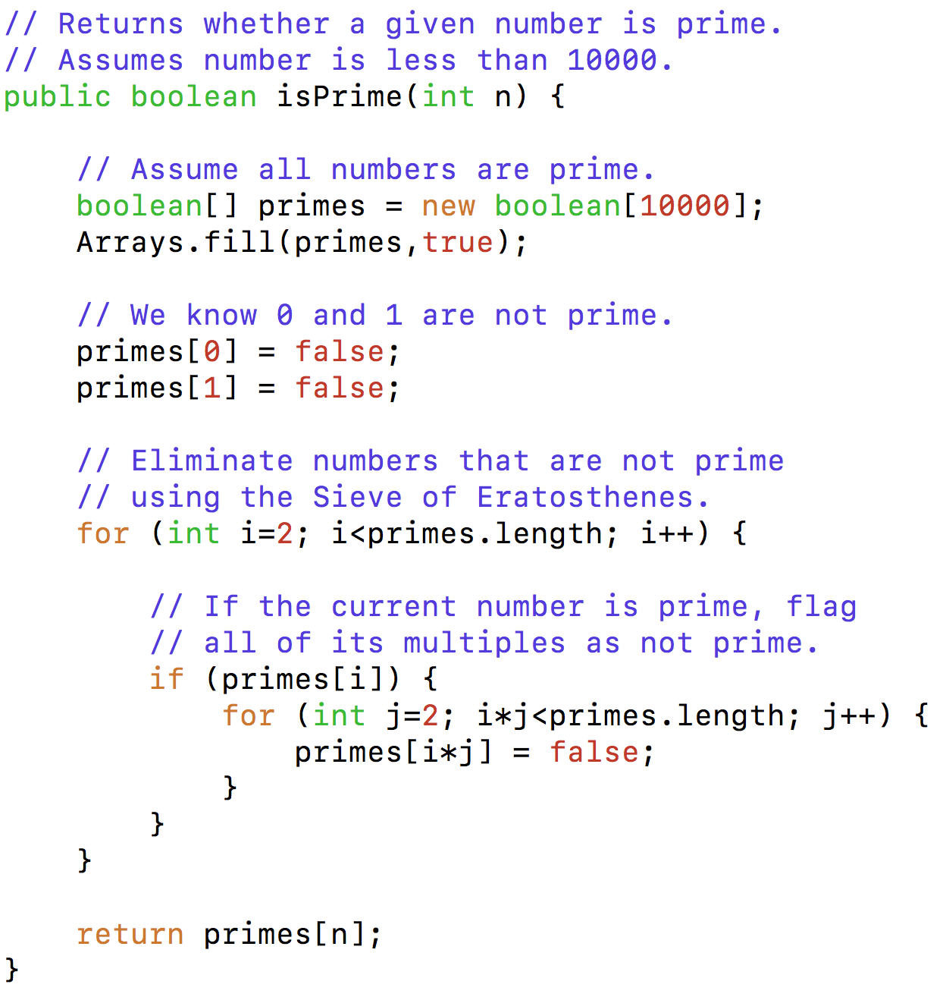 // Returns whether a given number is prime.
// Assumes number is less than 10000.
public boolean isPrime(int n) {

    // Assume all numbers are prime.
    boolean[] primes = new boolean[10000];
    Arrays.fill(primes,true);

    // We know 0 and 1 are not prime.
    primes[0] = false;
    primes[1] = false;

    // Eliminate numbers that are not prime
    // using the Sieve of Eratosthenes.
    for (int i=2; i<primes.length; i++) {

        // If the current number is prime, flag
        // all of its multiples as not prime.
        if (primes[i]) {
            for (int j=2; i*j<primes.length; j++) {
                primes[i*j] = false;
            }
        }
    }

    return primes[n];
}